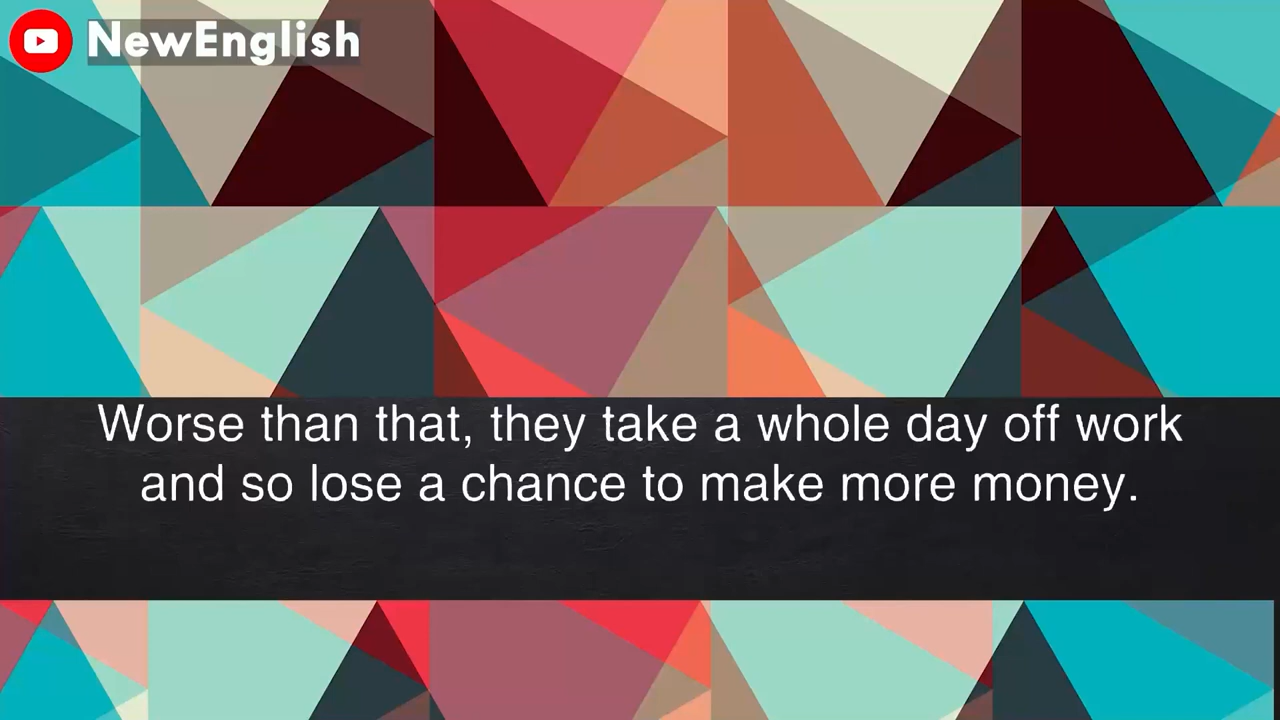 NewEnglish
Worse than that, they take a whole day off work
and so lose a chance to make more money.